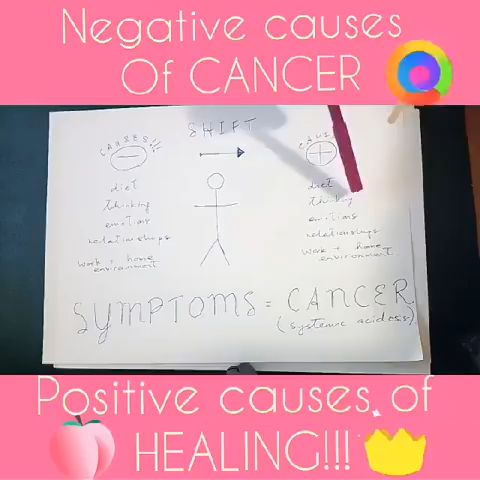 Negative causes
Of CANCER
SHIFT
CAUSES!!!
−
diet
thinking
emotions
relationships
work + home
environment
CAUS
+
diet
thinking
emotions
relationships
work + home
environment
SYMPTOMS = CANCER
(systemic acidosis)
Positive causes of
HEALING!!!